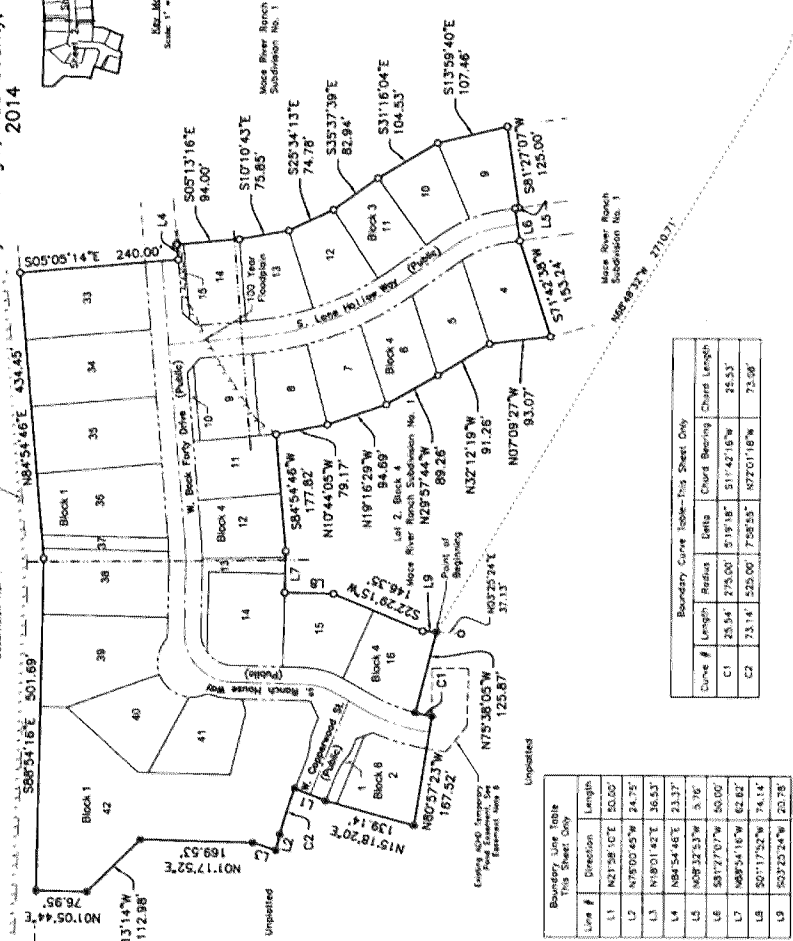 2014
Sheet 2
Key Map
Scale: 1" =
Mace River Ranch
Subdivision No. 1
N84°54'46"E 434.45'
S05°05'14"E 240.00'
L4
S05°13'16"E
94.00'
S10°10'43"E
75.85'
S25°34'13"E
74.78'
S35°37'39"E
82.94'
S31°16'04"E
104.53'
S13°59'40"E
107.46'
S81°27'07"W
125.00'
L5
L6
S71°42'38"W
153.24'
Mace River Ranch
Subdivision No. 1
N68°48'32"W 2710.71'
N07°09'27"W
93.07'
N32°12'19"W
91.26'
N29°57'44"W
89.26'
N19°16'29"W
94.69'
N10°44'05"W
79.17'
S84°54'46"W
177.82'
Lot 2, Block 4
Mace River Ranch Subdivision No. 1
33
34
35
36
37
38
39
40
41
42
Block 1
Block 1
W. Back Forty Drive (Public)
S. Lone Hollow Way (Public)
100 Year
Floodplain
15
14
13
12
Block 3
11
10
9
10
9
8
7
Block 4
6
5
4
11
12
Block 4
13
14
15
16
Block 4
L7
L8
S22°29'15"W
146.35'
L9
Point of
Beginning
N03°25'24"E
37.13'
N75°38'05"W
125.87'
C1
N80°57'23"W
167.52'
S. Ranch House Way
(Public)
W. Copperwood St.
(Public)
1
Block 6
2
N15°18'20"E
139.14'
L1
C2
L2
L3
N01°17'52"E
169.53'
13'14"W
112.98'
N01°05'44"E
76.95'
S88°54'16"E 501.69'
Unplatted
Unplatted
Existing ACHD Temporary
Pond Easement, See
Easement Note 8
Boundary Line Table
This Sheet Only
Line # Direction Length
L1 N21°58'10"E 50.00'
L2 N75°00'45"W 24.75'
L3 N18°01'42"E 36.53'
L4 N84°54'46"E 23.37'
L5 N08°32'53"W 5.76'
L6 S81°27'07"W 50.00'
L7 N88°54'16"W 62.62'
L8 S01°17'52"W 74.14'
L9 S03°25'24"W 20.78'
Boundary Curve Table-This Sheet Only
Curve # Length Radius Delta Chord Bearing Chord Length
C1 25.54' 275.00' 5°19'18" S11°42'16"W 25.53'
C2 73.14' 525.00' 7°58'55" N72°01'18"W 73.08'